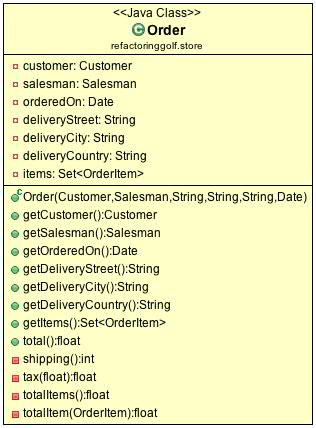 <<Java Class>>
C Order
refactoringgolf.store
customer: Customer
salesman: Salesman
orderedOn: Date
deliveryStreet: String
deliveryCity: String
deliveryCountry: String
items: Set<OrderItem>
c Order(Customer,Salesman,String,String,String,Date)
getCustomer():Customer
getSalesman():Salesman
getOrderedOn():Date
getDeliveryStreet():String
getDeliveryCity():String
getDeliveryCountry():String
getItems():Set<OrderItem>
total():float
shipping():int
tax(float):float
totalItems():float
totalItem(OrderItem):float